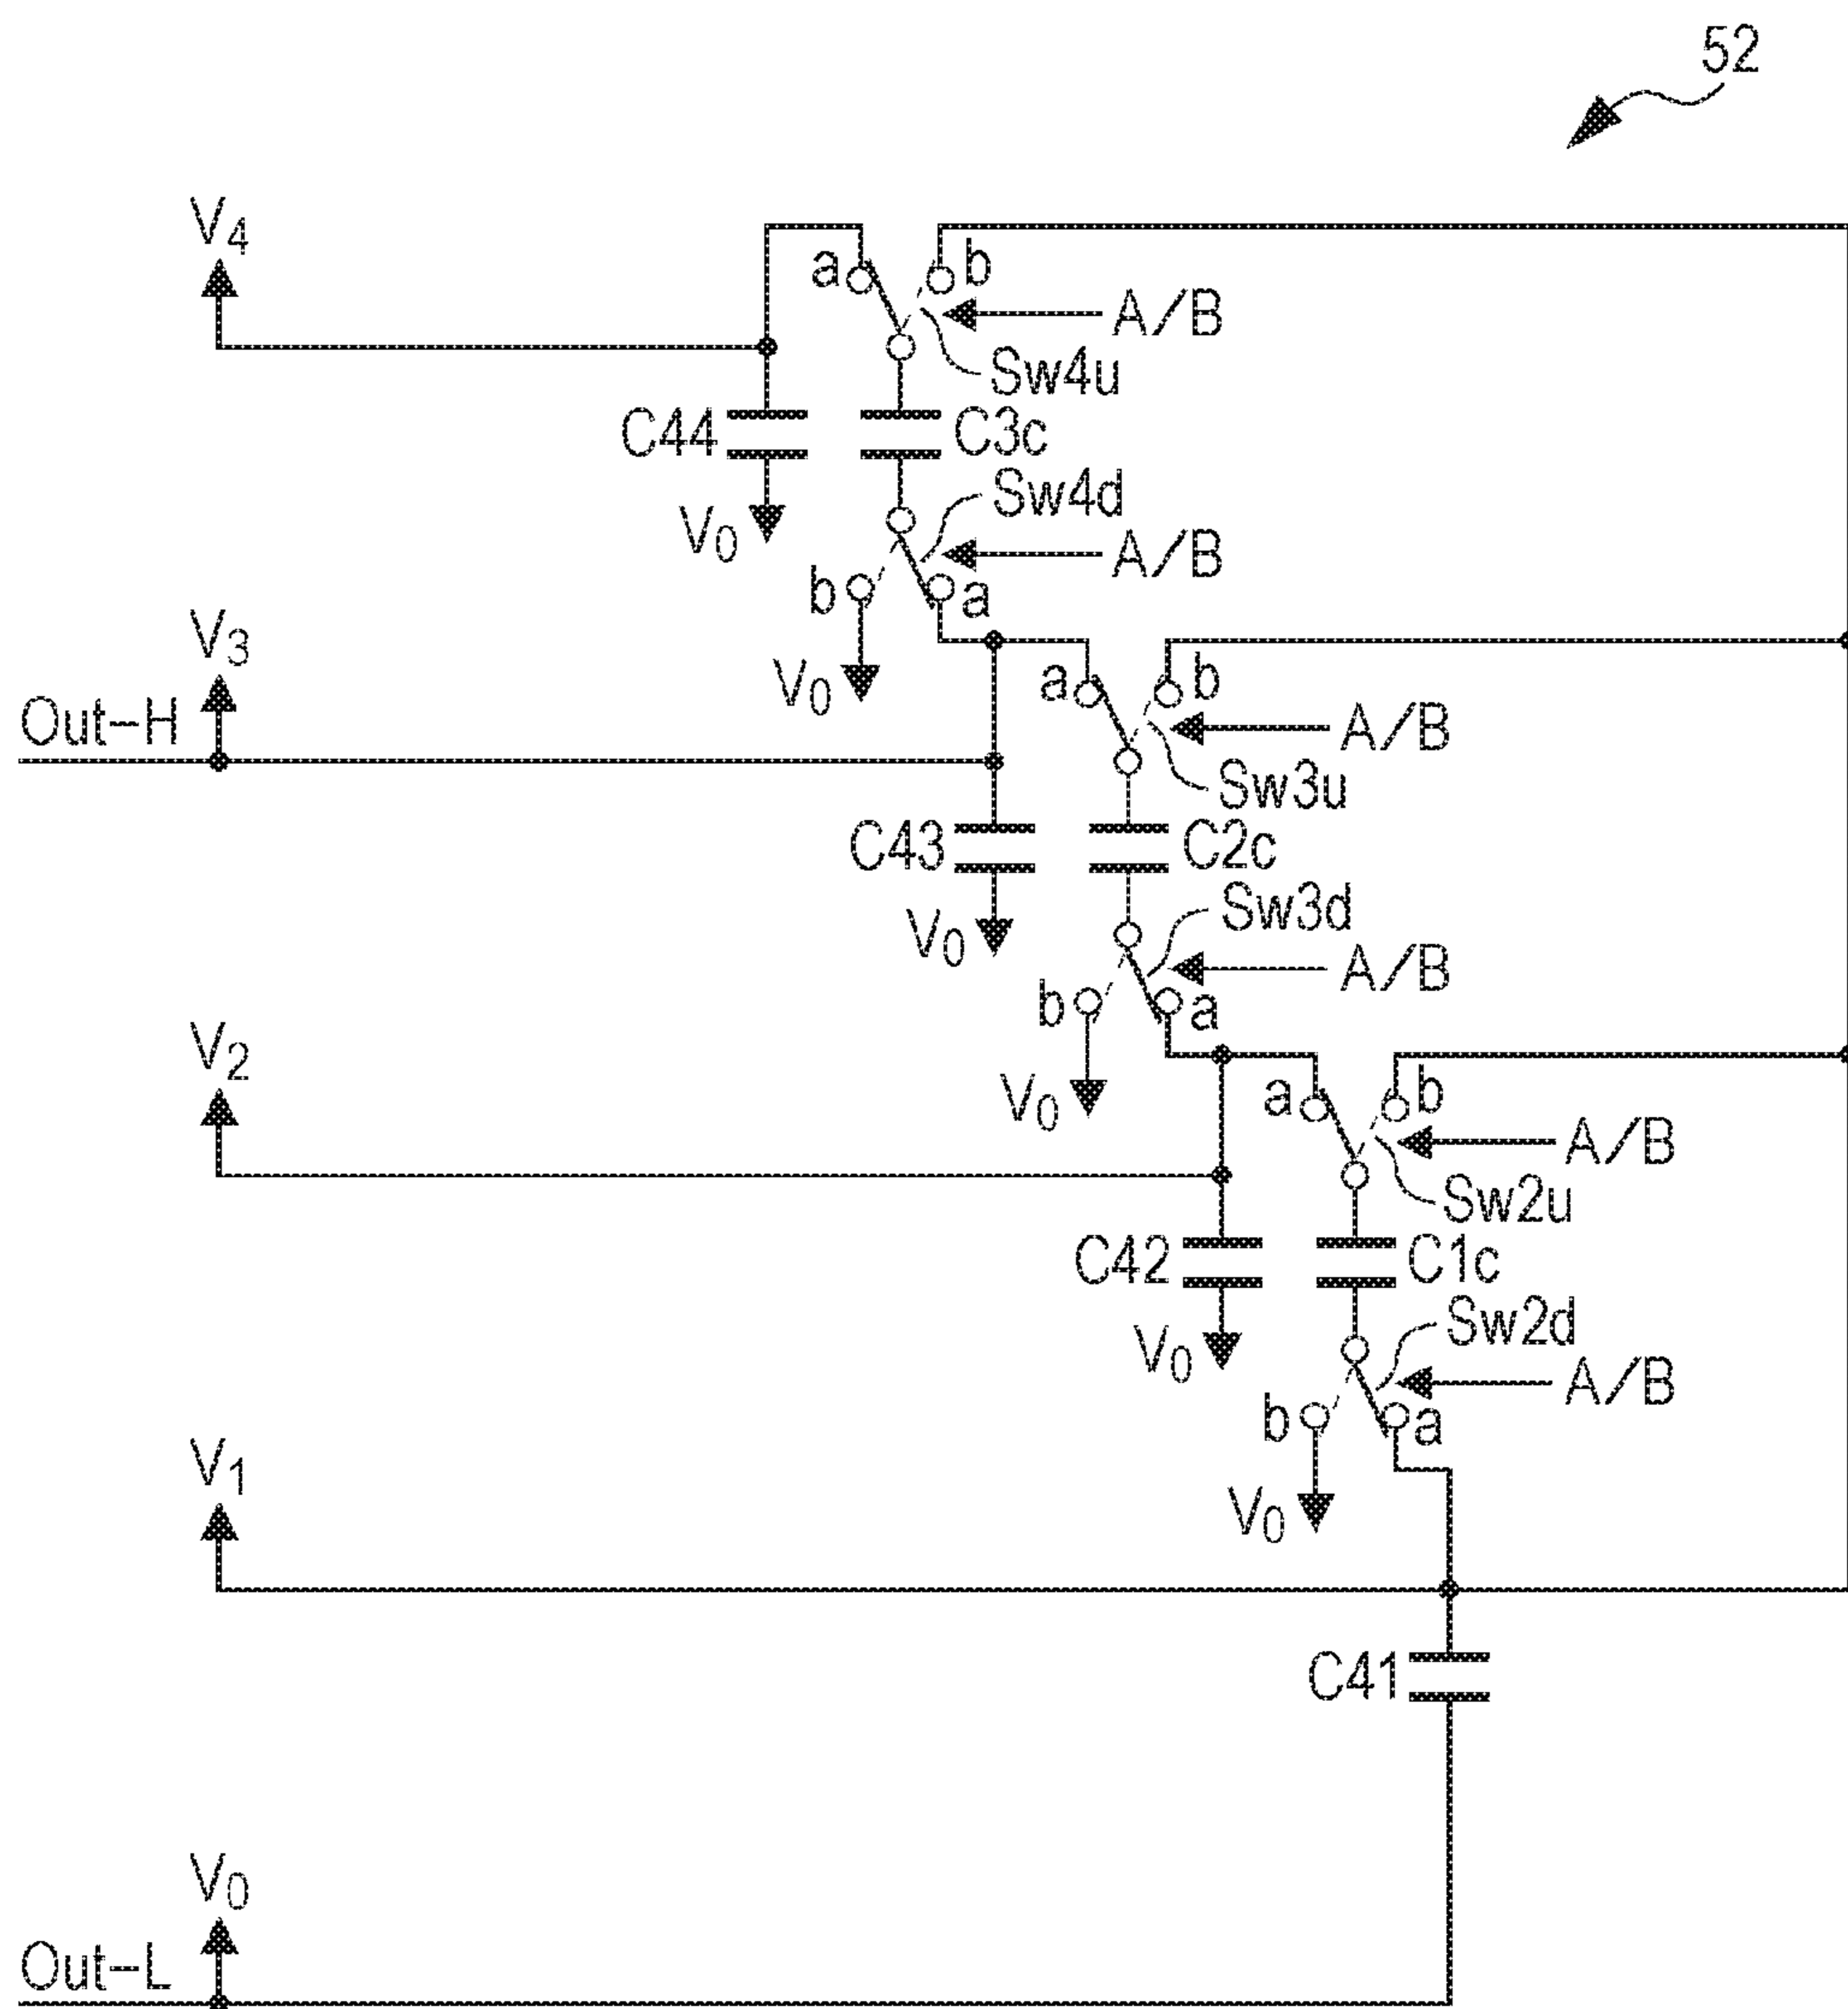 52
V4
a
b
A/B
Sw4u
C44
C3c
Sw4d
V0
A/B
b
a
V3
V0
Out-H
a
b
A/B
Sw3u
C43
C2c
Sw3d
V0
A/B
b
a
V2
V0
a
b
A/B
Sw2u
C42
C1c
Sw2d
V0
A/B
b
a
V1
V0
C41
V0
Out-L